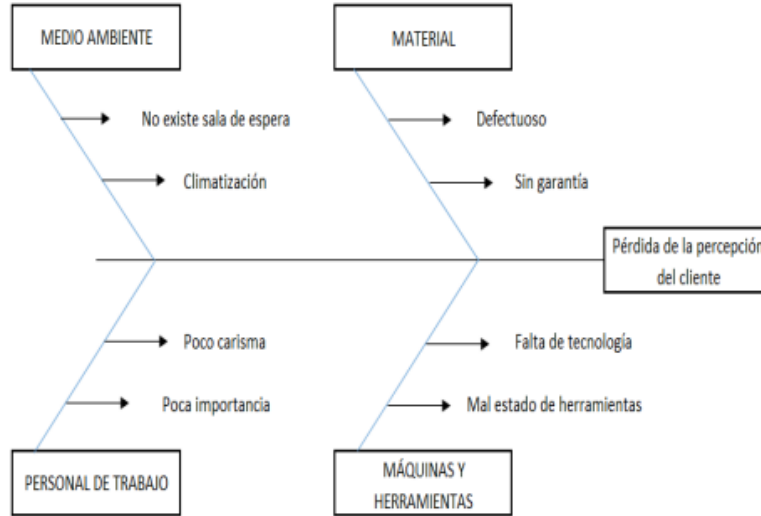 MEDIO AMBIENTE
MATERIAL
No existe sala de espera
Defectuoso
Climatización
Sin garantía
Pérdida de la percepción
del cliente
Poco carisma
Falta de tecnología
Poca importancia
Mal estado de herramientas
PERSONAL DE TRABAJO
MÁQUINAS Y
HERRAMIENTAS